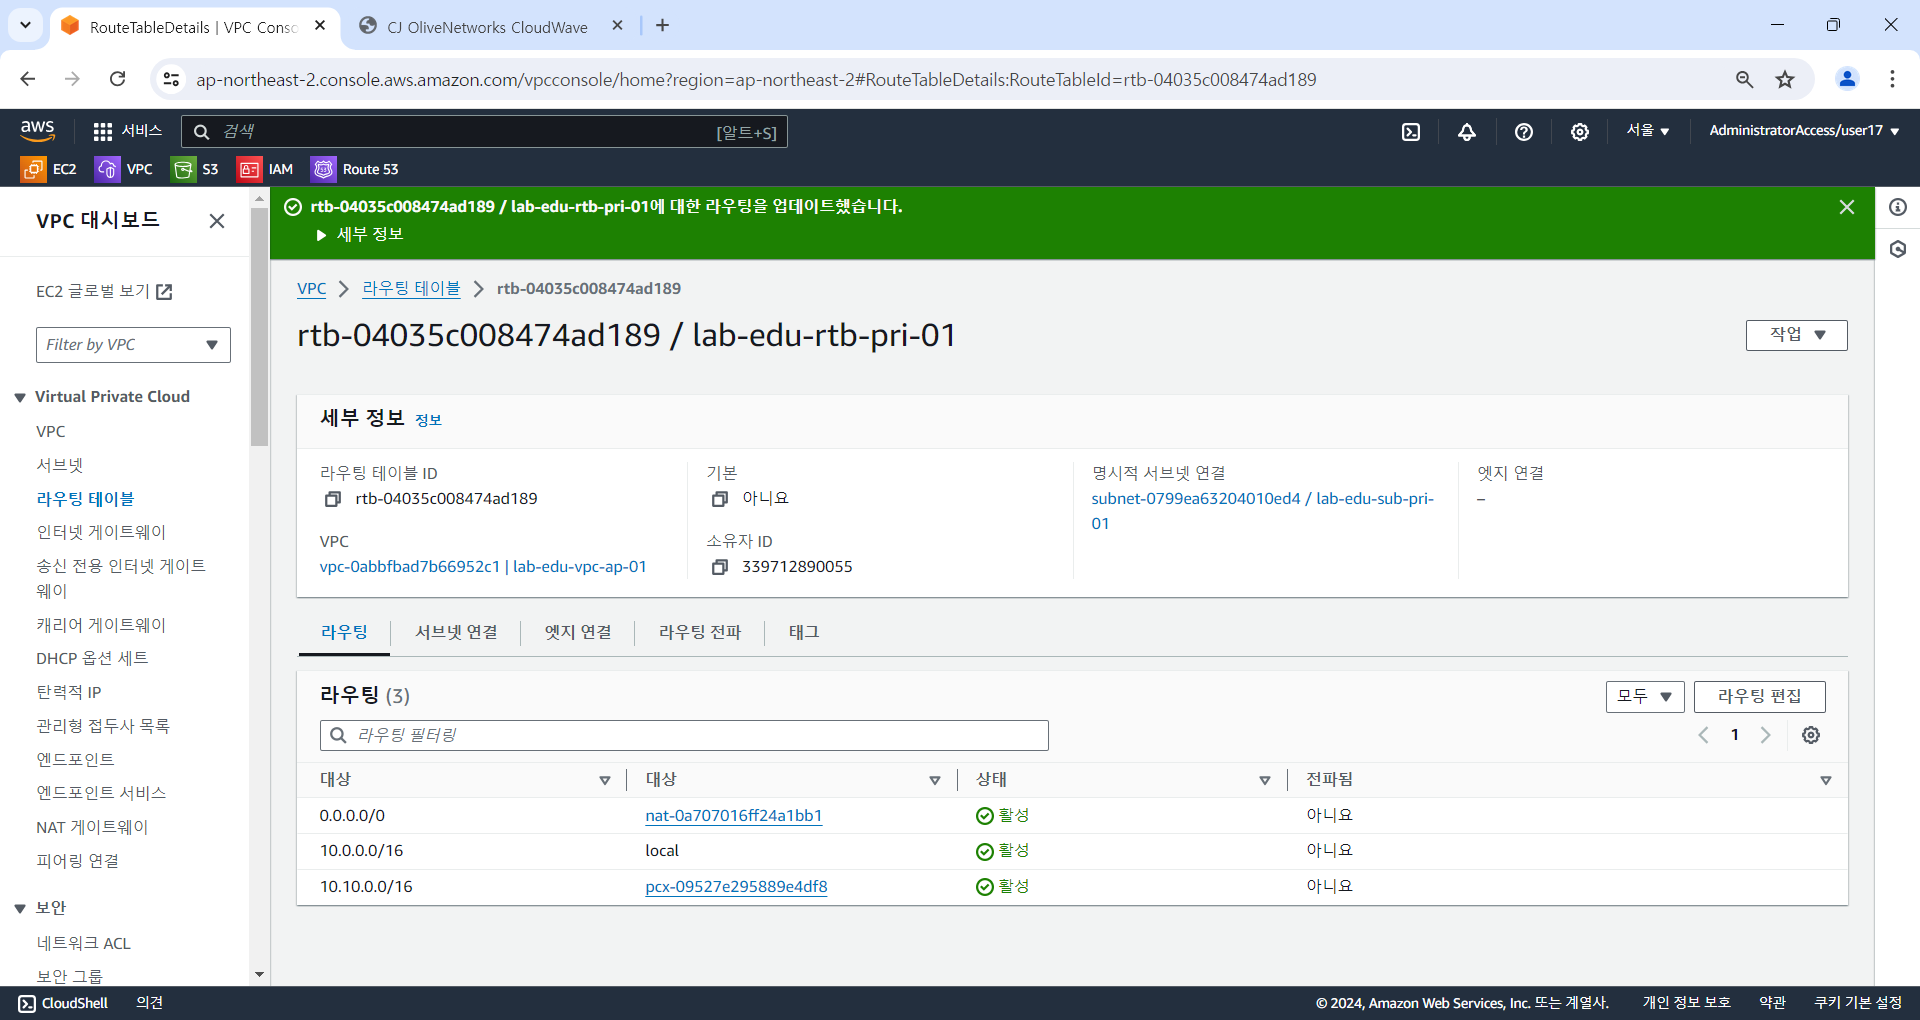 RouteTableDetails | VPC Conso
CJ OliveNetworks CloudWave
ap-northeast-2.console.aws.amazon.com/vpcconsole/home?region=ap-northeast-2#RouteTableDetails:RouteTableId=rtb-04035c008474ad189
aws
서비스
검색
[알트+S]
서울
AdministratorAccess/user17
EC2
VPC
S3
IAM
Route 53
VPC 대시보드
EC2 글로벌 보기
Filter by VPC
Virtual Private Cloud
VPC
서브넷
라우팅 테이블
인터넷 게이트웨이
송신 전용 인터넷 게이트
웨이
캐리어 게이트웨이
DHCP 옵션 세트
탄력적 IP
관리형 접두사 목록
엔드포인트
엔드포인트 서비스
NAT 게이트웨이
피어링 연결
보안
네트워크 ACL
보안 그룹
rtb-04035c008474ad189 / lab-edu-rtb-pri-01에 대한 라우팅을 업데이트했습니다.
세부 정보
VPC
라우팅 테이블
rtb-04035c008474ad189
rtb-04035c008474ad189 / lab-edu-rtb-pri-01
작업
세부 정보 정보
라우팅 테이블 ID
rtb-04035c008474ad189
기본
아니요
명시적 서브넷 연결
subnet-0799ea63204010ed4 / lab-edu-sub-pri-
01
엣지 연결
–
VPC
vpc-0abbfbad7b66952c1 | lab-edu-vpc-ap-01
소유자 ID
339712890055
라우팅
서브넷 연결
엣지 연결
라우팅 전파
태그
라우팅 (3)
모두
라우팅 편집
라우팅 필터링
1
대상
대상
상태
전파됨
0.0.0.0/0
nat-0a707016ff24a1bb1
활성
아니요
10.0.0.0/16
local
활성
아니요
10.10.0.0/16
pcx-09527e295889e4df8
활성
아니요
CloudShell
의견
© 2024, Amazon Web Services, Inc. 또는 계열사.
개인 정보 보호
약관
쿠키 기본 설정